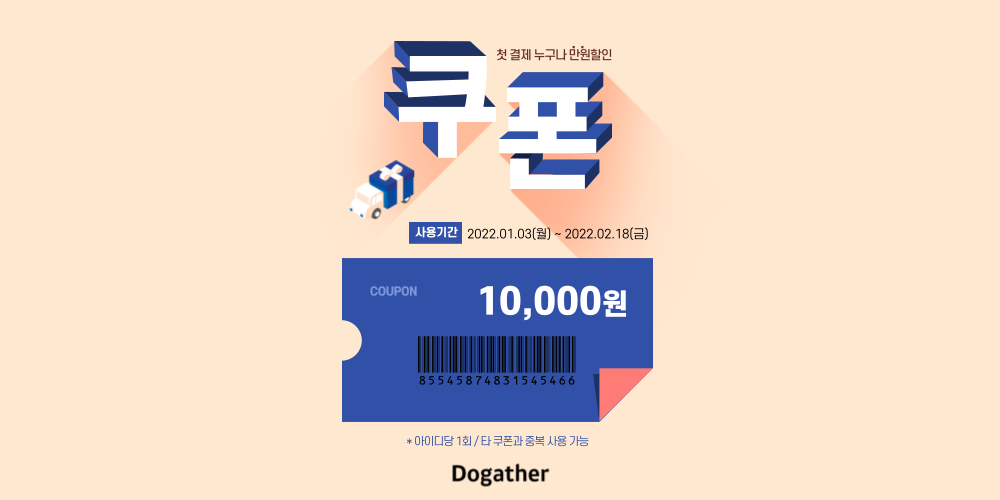 첫 결제 누구나 만원할인
쿠폰
사용기간 2022.01.03(월) ~ 2022.02.18(금)
COUPON
10,000원
85545874831545466
* 아이디당 1회 / 타 쿠폰과 중복 사용 가능
Dogather